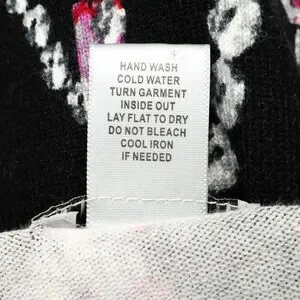 HAND WASH
COLD WATER
TURN GARMENT
INSIDE OUT
LAY FLAT TO DRY
DO NOT BLEACH
COOL IRON
IF NEEDED